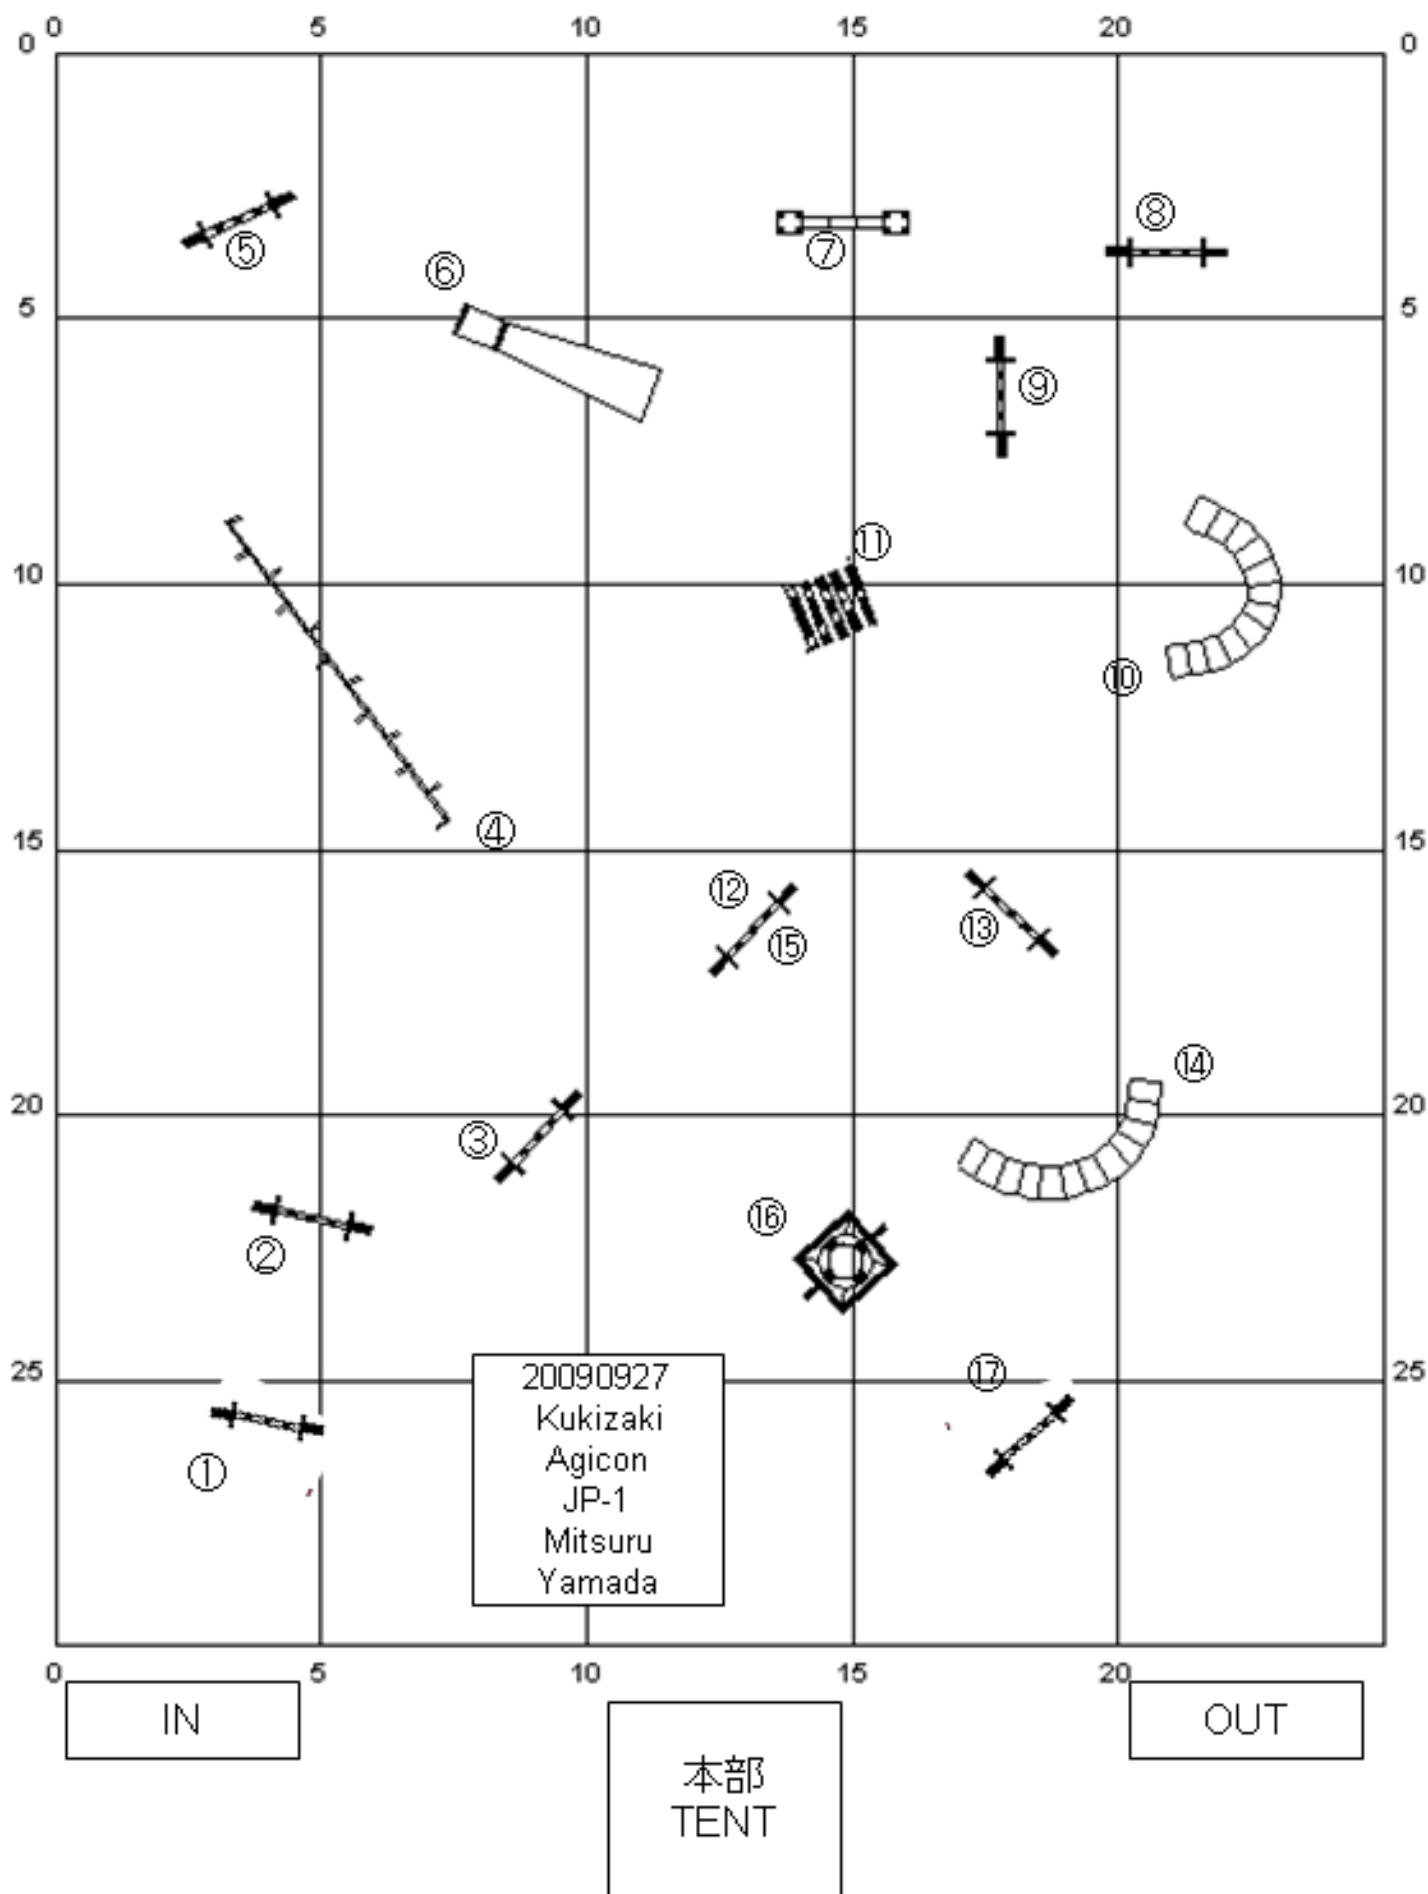 0 5 10 15 20
0 0
⑤ ⑦ ⑧
⑥
5 5
⑨
⑪
10 10
⑩
④
15 15
⑫ ⑬
⑮
⑭
20 20
③
⑯
②
25 ⑰ 25
①
20090927
Kukizaki
Agicon
JP-1
Mitsuru
Yamada
0 5 10 15 20
IN OUT
本部
TENT